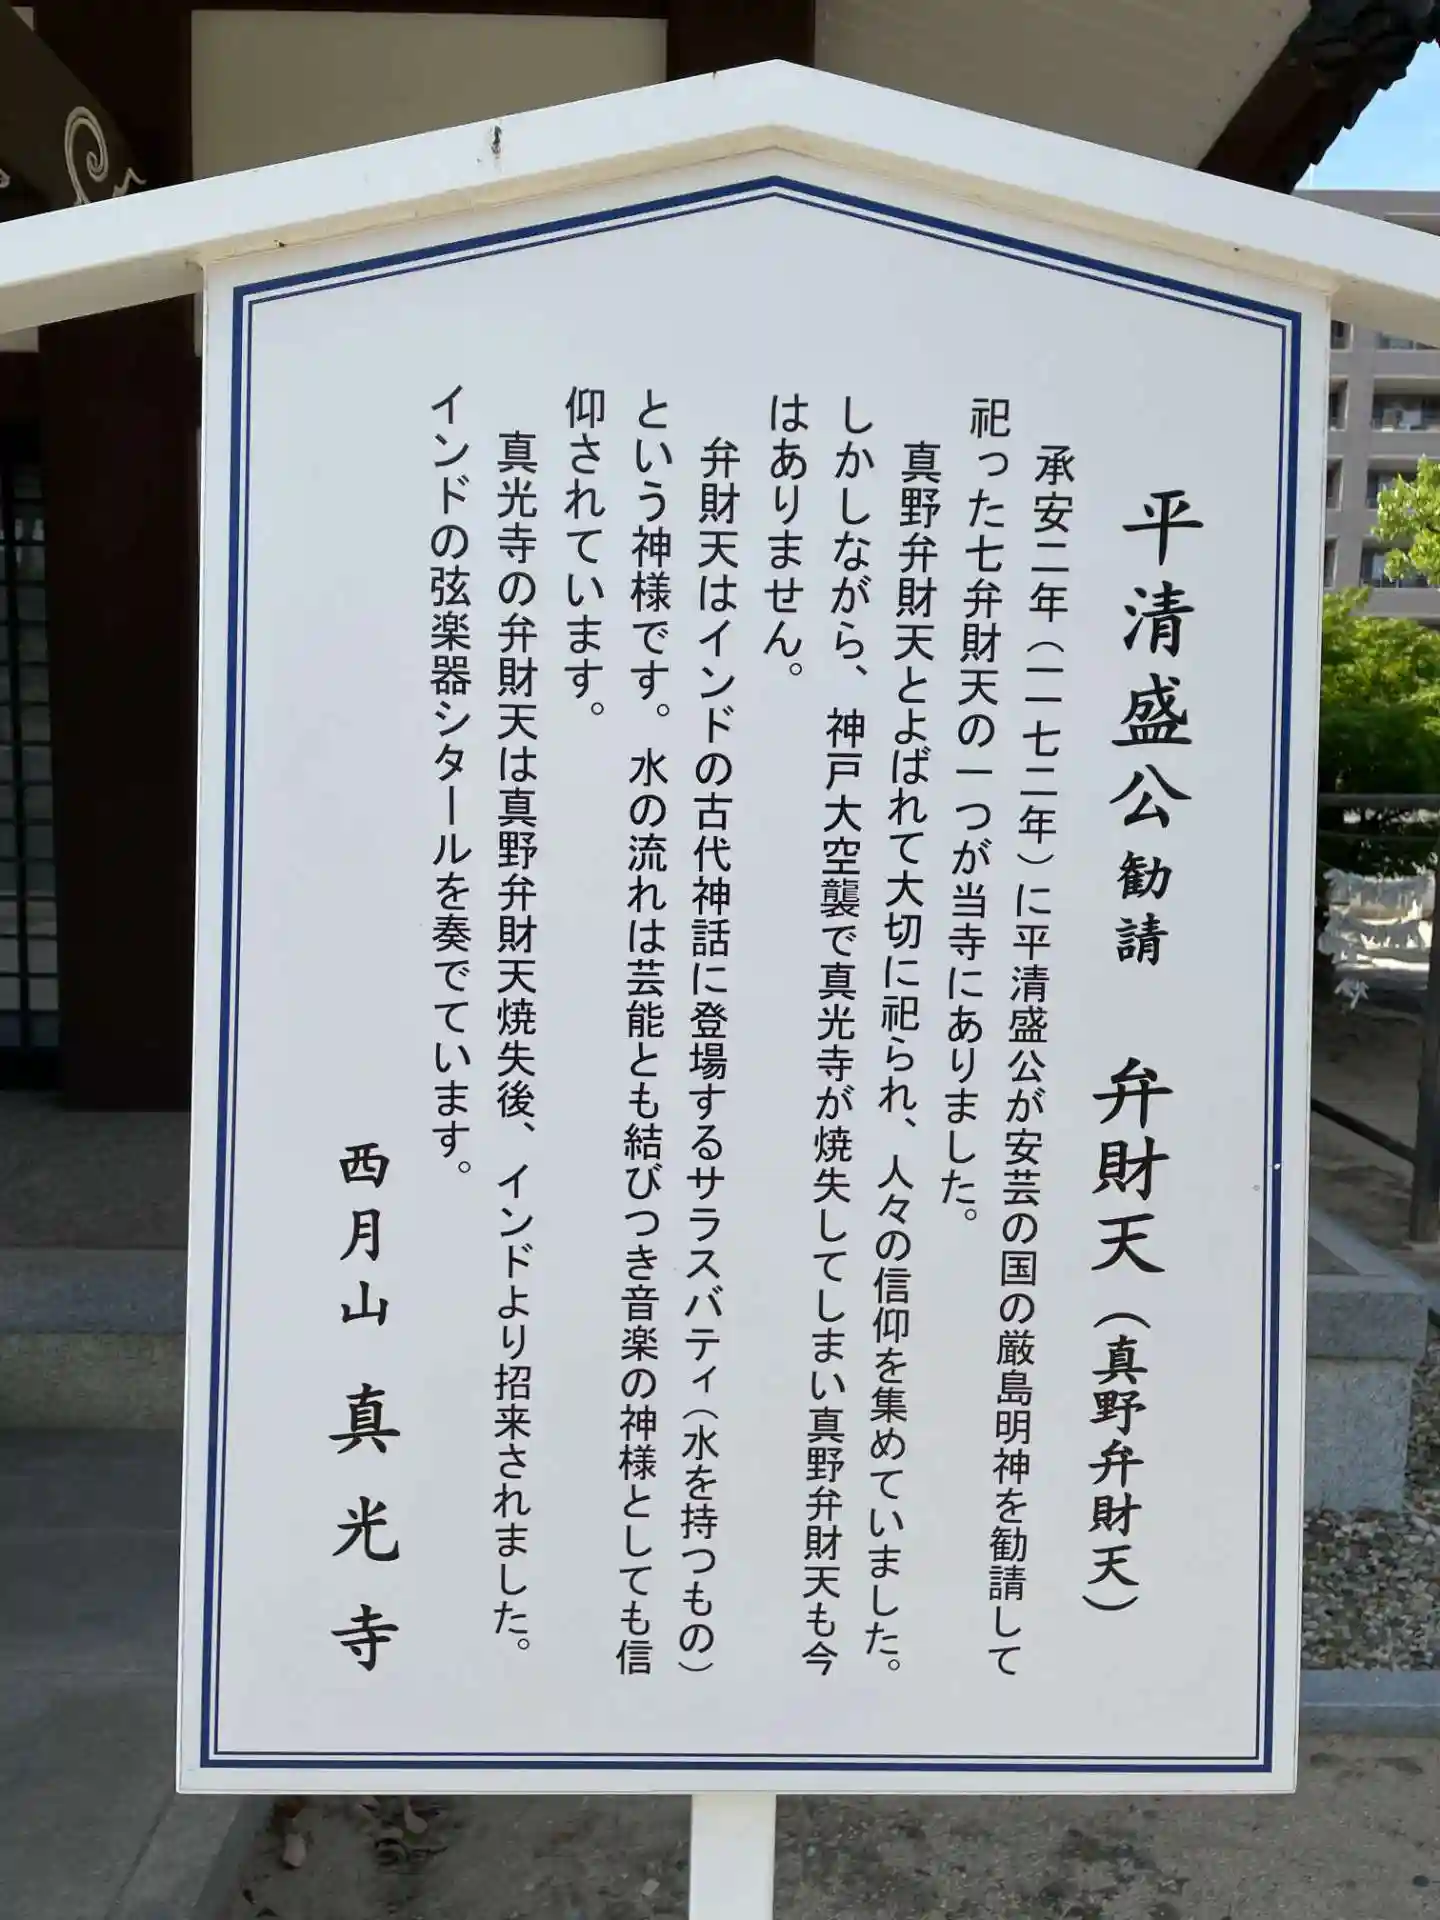 平清盛公勧請　弁財天（真野弁財天）
　承安二年（一一七二年）に平清盛公が安芸の国の厳島明神を勧請して
祀った七弁財天の一つが当寺にありました。
　真野弁財天とよばれて大切に祀られ、人々の信仰を集めていました。
しかしながら、神戸大空襲で真光寺が焼失してしまい真野弁財天も今
はありません。
　弁財天はインドの古代神話に登場するサラスバティ（水を持つもの）
という神様です。水の流れは芸能とも結びつき音楽の神様としても信
仰されています。
　真光寺の弁財天は真野弁財天焼失後、インドより招来されました。
インドの弦楽器シタールを奏でています。
西月山　真光寺